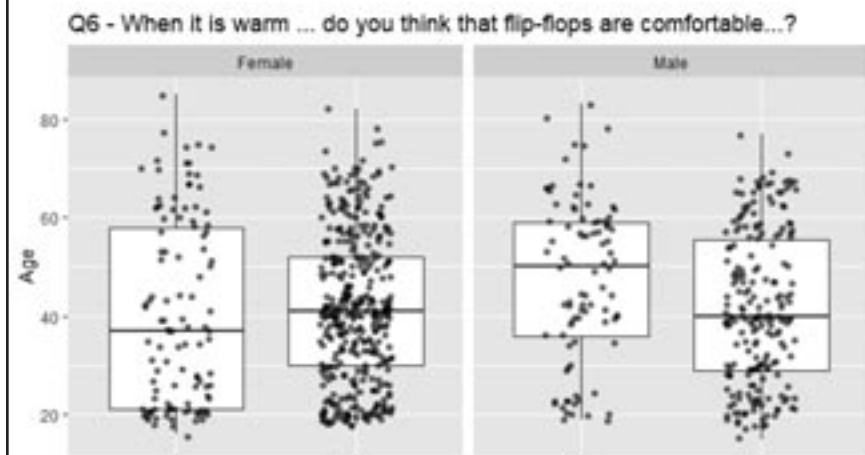 Q6 - When it is warm ... do you think that flip-flops are comfortable...?
Female
Male
80
60
40
20
Age